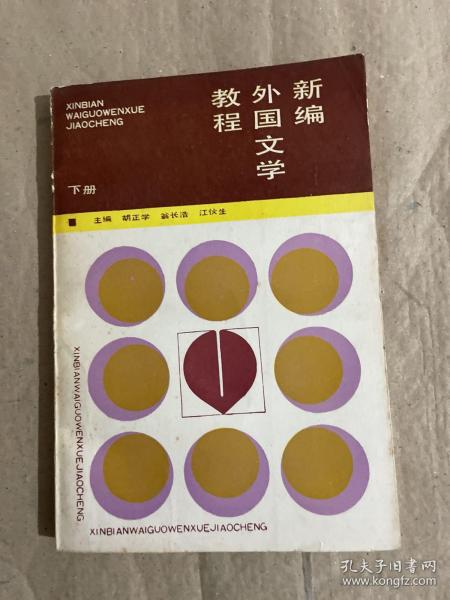 XINBIAN
WAIGUOWENXUE
JIAOCHENG
新编
外国文学
教程
下册
主编 胡正学 翁长浩 江伙生
XINBIANWAIGUOWENXUEJIAOCHENG
XINBIANWAIGUOWENXUEJIAOCHENG
孔夫子旧书网
www.kongfz.com